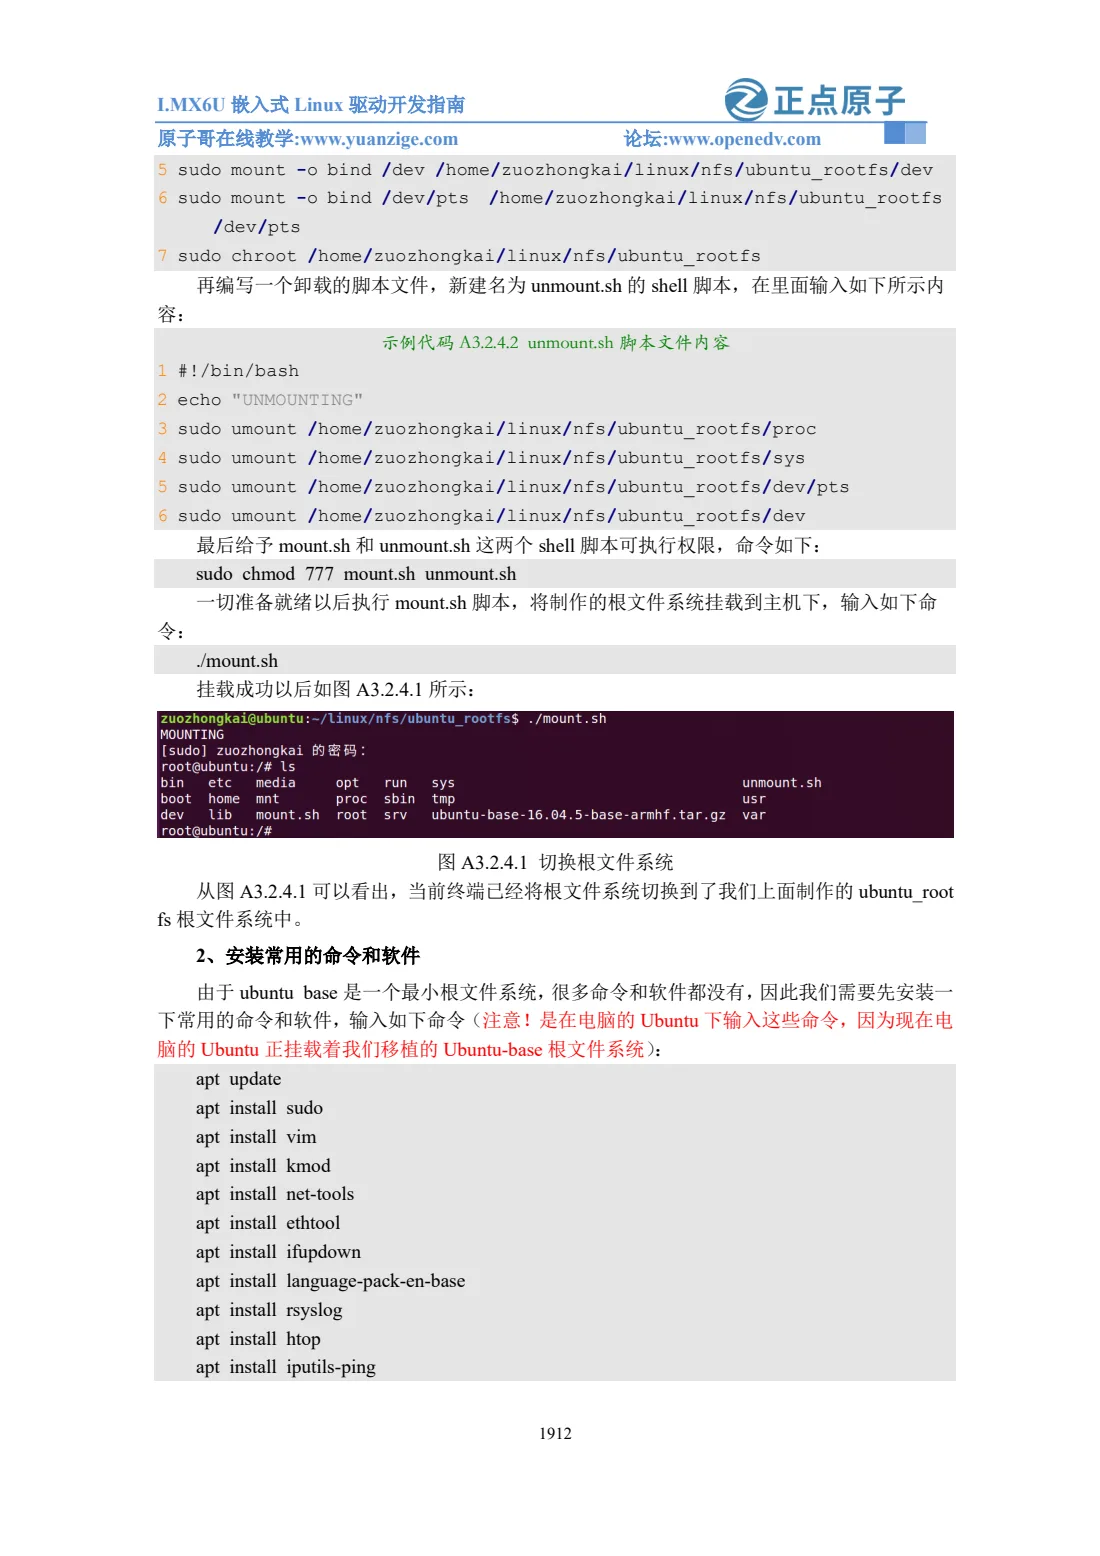 I.MX6U 嵌入式 Linux 驱动开发指南
正点原子
原子哥在线教学:www.yuanzige.com 论坛:www.openedv.com
5 sudo mount -o bind /dev /home/zuozhongkai/linux/nfs/ubuntu_rootfs/dev
6 sudo mount -o bind /dev/pts /home/zuozhongkai/linux/nfs/ubuntu_rootfs
/dev/pts
7 sudo chroot /home/zuozhongkai/linux/nfs/ubuntu_rootfs
再编写一个卸载的脚本文件，新建名为 unmount.sh 的 shell 脚本，在里面输入如下所示内
容：
示例代码 A3.2.4.2 unmount.sh 脚本文件内容
1 #!/bin/bash
2 echo "UNMOUNTING"
3 sudo umount /home/zuozhongkai/linux/nfs/ubuntu_rootfs/proc
4 sudo umount /home/zuozhongkai/linux/nfs/ubuntu_rootfs/sys
5 sudo umount /home/zuozhongkai/linux/nfs/ubuntu_rootfs/dev/pts
6 sudo umount /home/zuozhongkai/linux/nfs/ubuntu_rootfs/dev
最后给予 mount.sh 和 unmount.sh 这两个 shell 脚本可执行权限，命令如下：
sudo chmod 777 mount.sh unmount.sh
一切准备就绪以后执行 mount.sh 脚本，将制作的根文件系统挂载到主机下，输入如下命
令：
./mount.sh
挂载成功以后如图 A3.2.4.1 所示：
zuozhongkai@ubuntu:~/linux/nfs/ubuntu_rootfs$ ./mount.sh
MOUNTING
[sudo] zuozhongkai 的密码：
root@ubuntu:/# ls
bin etc media opt run sys unmount.sh
boot home mnt proc sbin tmp usr
dev lib mount.sh root srv ubuntu-base-16.04.5-base-armhf.tar.gz var
root@ubuntu:/#
图 A3.2.4.1 切换根文件系统
从图 A3.2.4.1 可以看出，当前终端已经将根文件系统切换到了我们上面制作的 ubuntu_root
fs 根文件系统中。
2、安装常用的命令和软件
由于 ubuntu base 是一个最小根文件系统，很多命令和软件都没有，因此我们需要先安装一
下常用的命令和软件，输入如下命令（注意！是在电脑的 Ubuntu 下输入这些命令，因为现在电
脑的 Ubuntu 正挂载着我们移植的 Ubuntu-base 根文件系统）：
apt update
apt install sudo
apt install vim
apt install kmod
apt install net-tools
apt install ethtool
apt install ifupdown
apt install language-pack-en-base
apt install rsyslog
apt install htop
apt install iputils-ping
1912